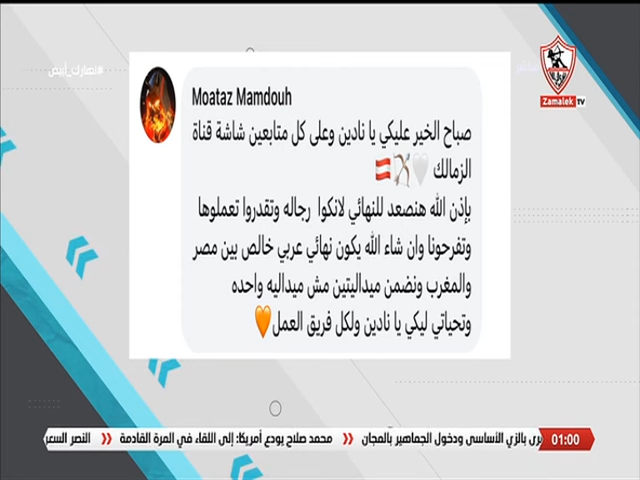 #نهارك_أبيض
Zamalek TV
Moataz Mamdouh
صباح الخير عليكي يا نادين وعلى كل متابعين شاشة قناة
الزمالك 🤍🏹🇦🇹
بإذن الله هنصعد للنهائي لانكوا رجاله وتقدروا تعملوها
وتفرحونا وان شاء الله يكون نهائي عربي خالص بين مصر
والمغرب ونضمن ميداليتين مش ميداليه واحده
وتحياتي ليكي يا نادين ولكل فريق العمل🧡
01:00 برى بالزي الأساسى ودخول الجماهير بالمجان » محمد صلاح يودع أمريكا: إلى اللقاء في المرة القادمة » النصر السعو